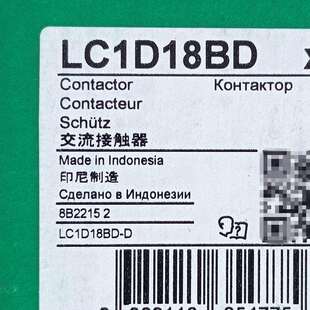 LC1D18BD
Contactor Контактор
Contacteur
Schütz
交流接触器
Made in Indonesia
印尼制造
Сделано в Индонезии
8B2215 2
LC1D18BD-D